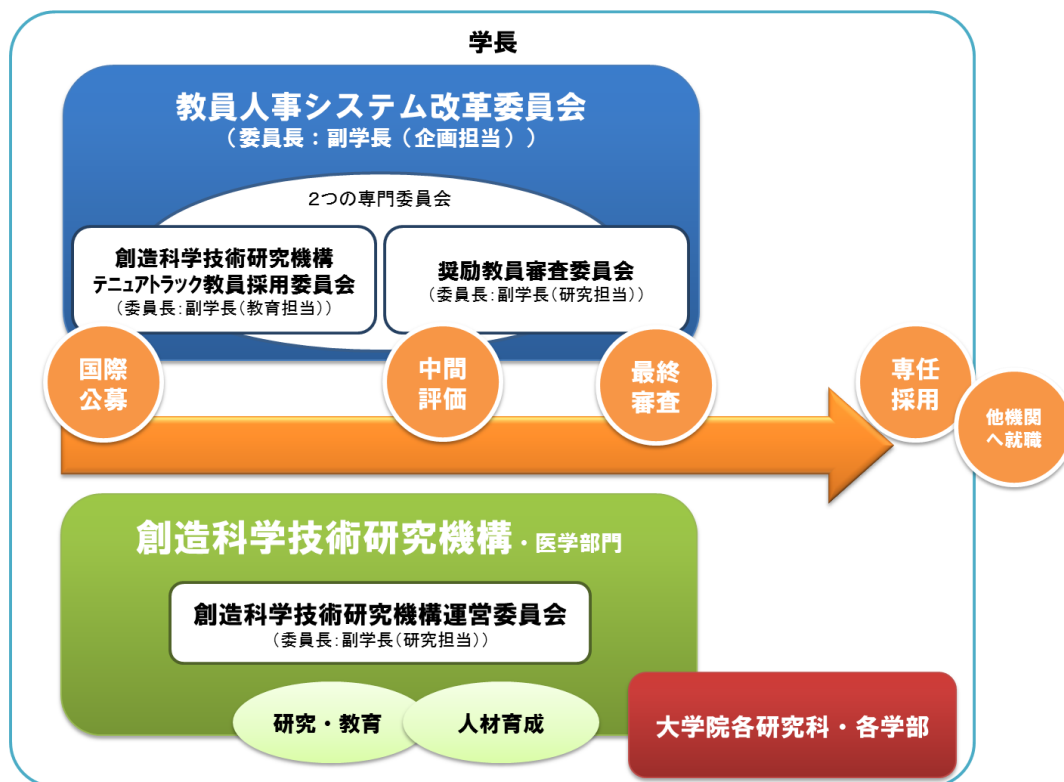 学長
教員人事システム改革委員会
（委員長：副学長（企画担当））
2つの専門委員会
創造科学技術研究機構
テニュアトラック教員採用委員会
（委員長：副学長（教育担当））
奨励教員審査委員会
（委員長：副学長（研究担当））
国際
公募
中間
評価
最終
審査
専任
採用
他機関
へ就職
創造科学技術研究機構・医学部門
創造科学技術研究機構運営委員会
（委員長：副学長（研究担当））
研究・教育
人材育成
大学院各研究科・各学部